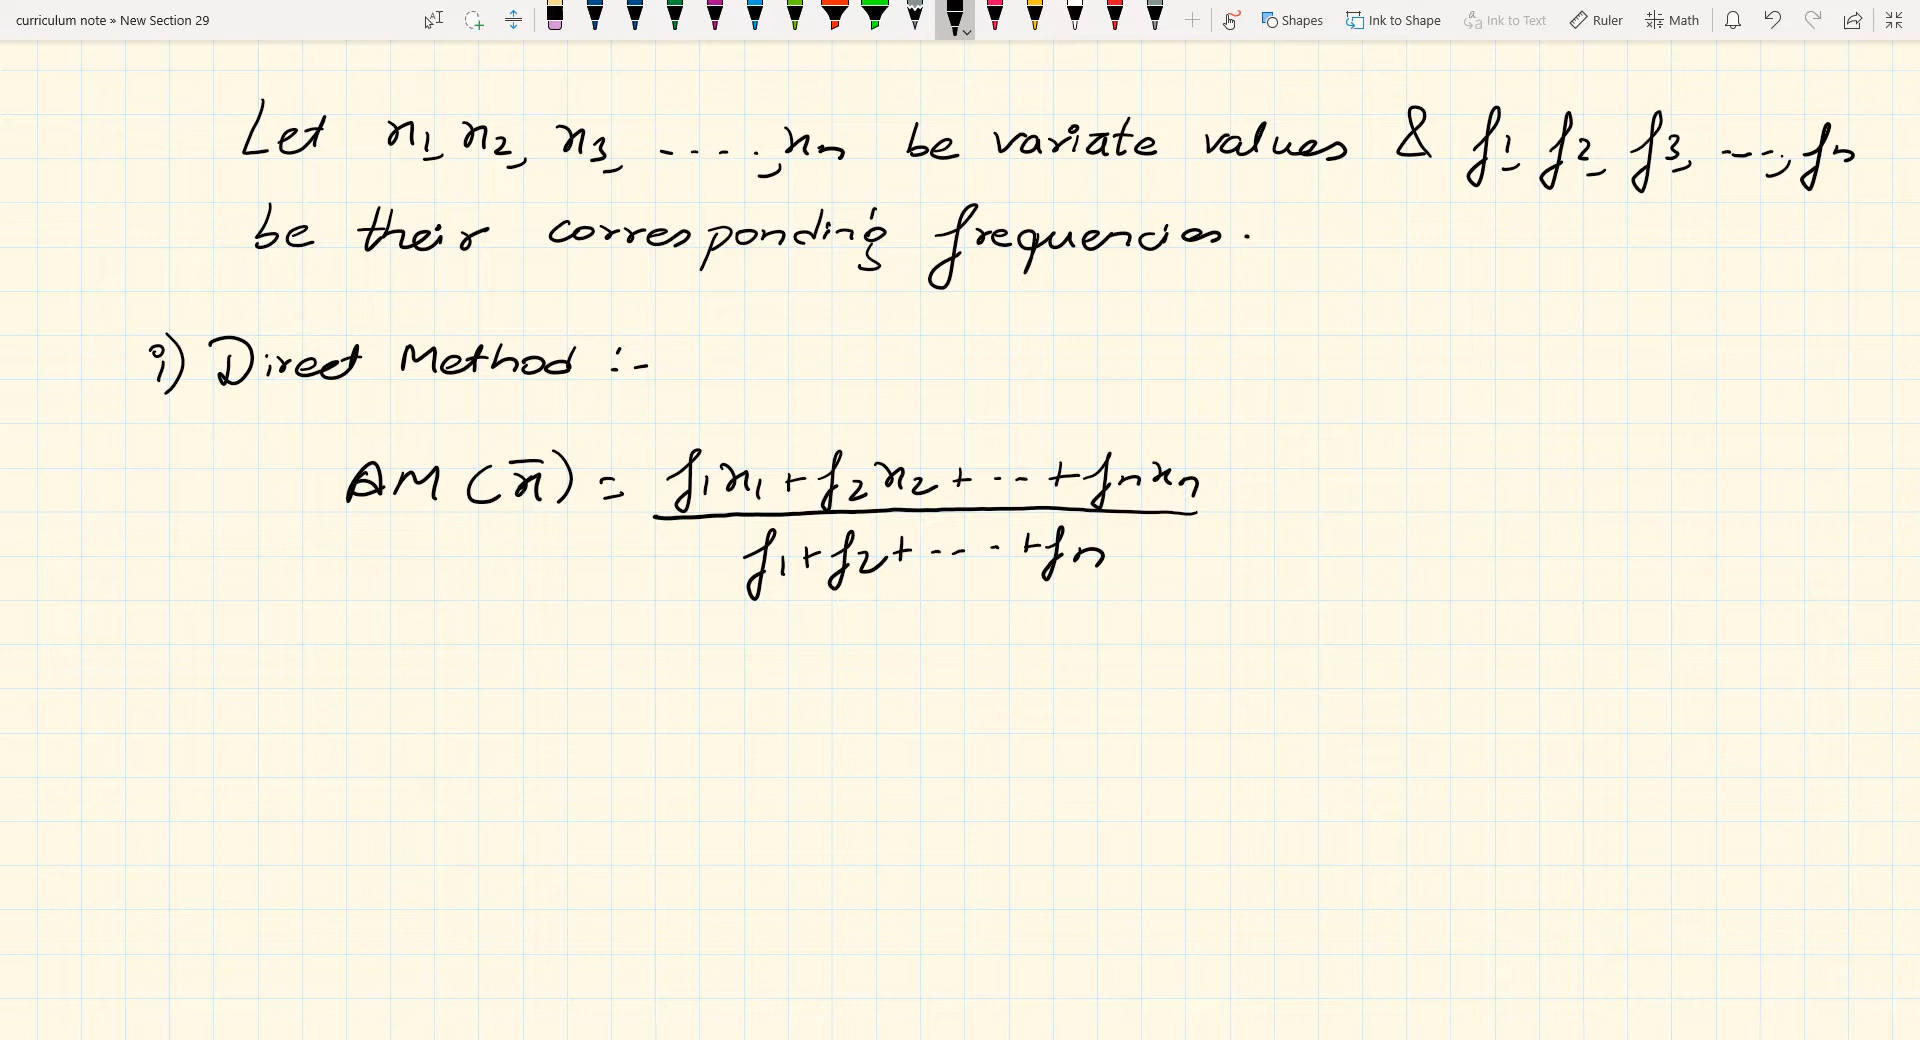 curriculum note » New Section 29 Shapes Ink to Shape Ink to Text Ruler Math
Let x₁, x₂, x₃, ....., xₙ be variate values & f₁, f₂, f₃, ---., fₙ
be their corresponding frequencies.
i) Direct Method :-
AM (x̄) = (f₁x₁ + f₂x₂ + ... + fₙxₙ) / (f₁ + f₂ + .... + fₙ)